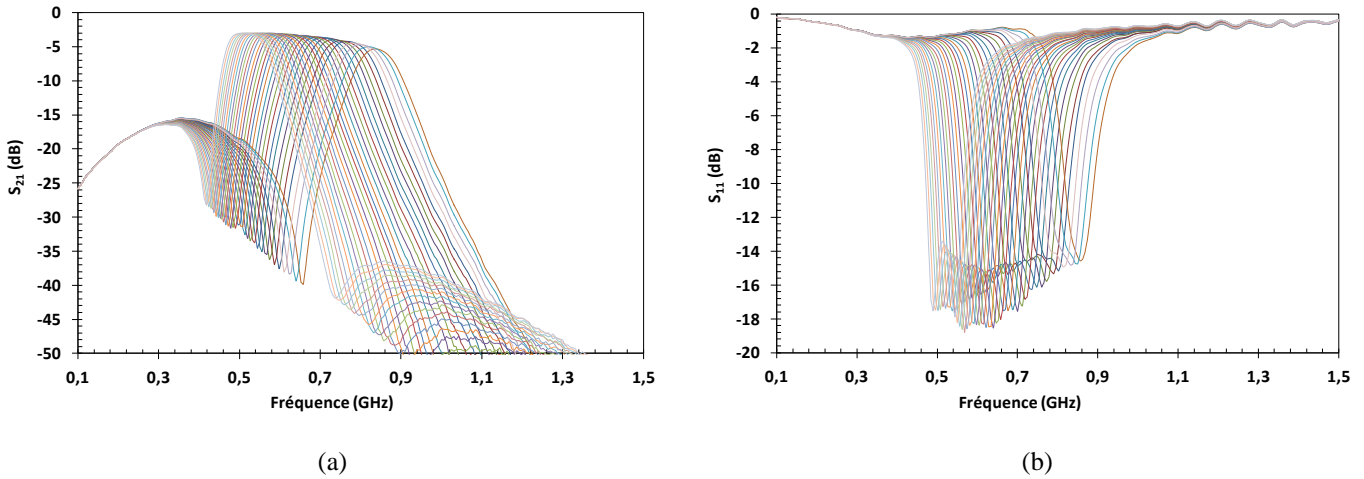 0
-5
-10
-15
-20
-25
-30
-35
-40
-45
-50
S21 (dB)
0,1 0,3 0,5 0,7 0,9 1,1 1,3 1,5
Fréquence (GHz)
(a)
0
-2
-4
-6
-8
-10
-12
-14
-16
-18
-20
S11 (dB)
0,1 0,3 0,5 0,7 0,9 1,1 1,3 1,5
Fréquence (GHz)
(b)